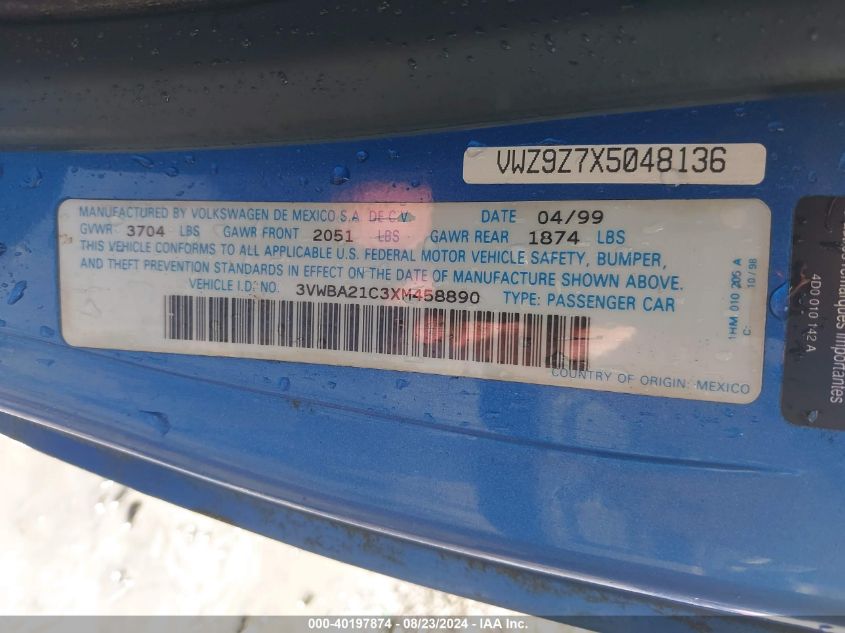 VWZ9Z7X5048136
MANUFACTURED BY VOLKSWAGEN DE MEXICO S.A. DE C.V. DATE 04/99
GVWR 3704 LBS GAWR FRONT 2051 LBS GAWR REAR 1874 LBS
THIS VEHICLE CONFORMS TO ALL APPLICABLE U.S. FEDERAL MOTOR VEHICLE SAFETY, BUMPER,
AND THEFT PREVENTION STANDARDS IN EFFECT ON THE DATE OF MANUFACTURE SHOWN ABOVE.
VEHICLE I.D. NO. 3VWBA21C3XM458890 TYPE: PASSENGER CAR
COUNTRY OF ORIGIN: MEXICO
1HM 010 205 A
C- 10/98
4D0 010 142 A
Importantes
000-40197874 | 08/23/2024 - IAA Inc.